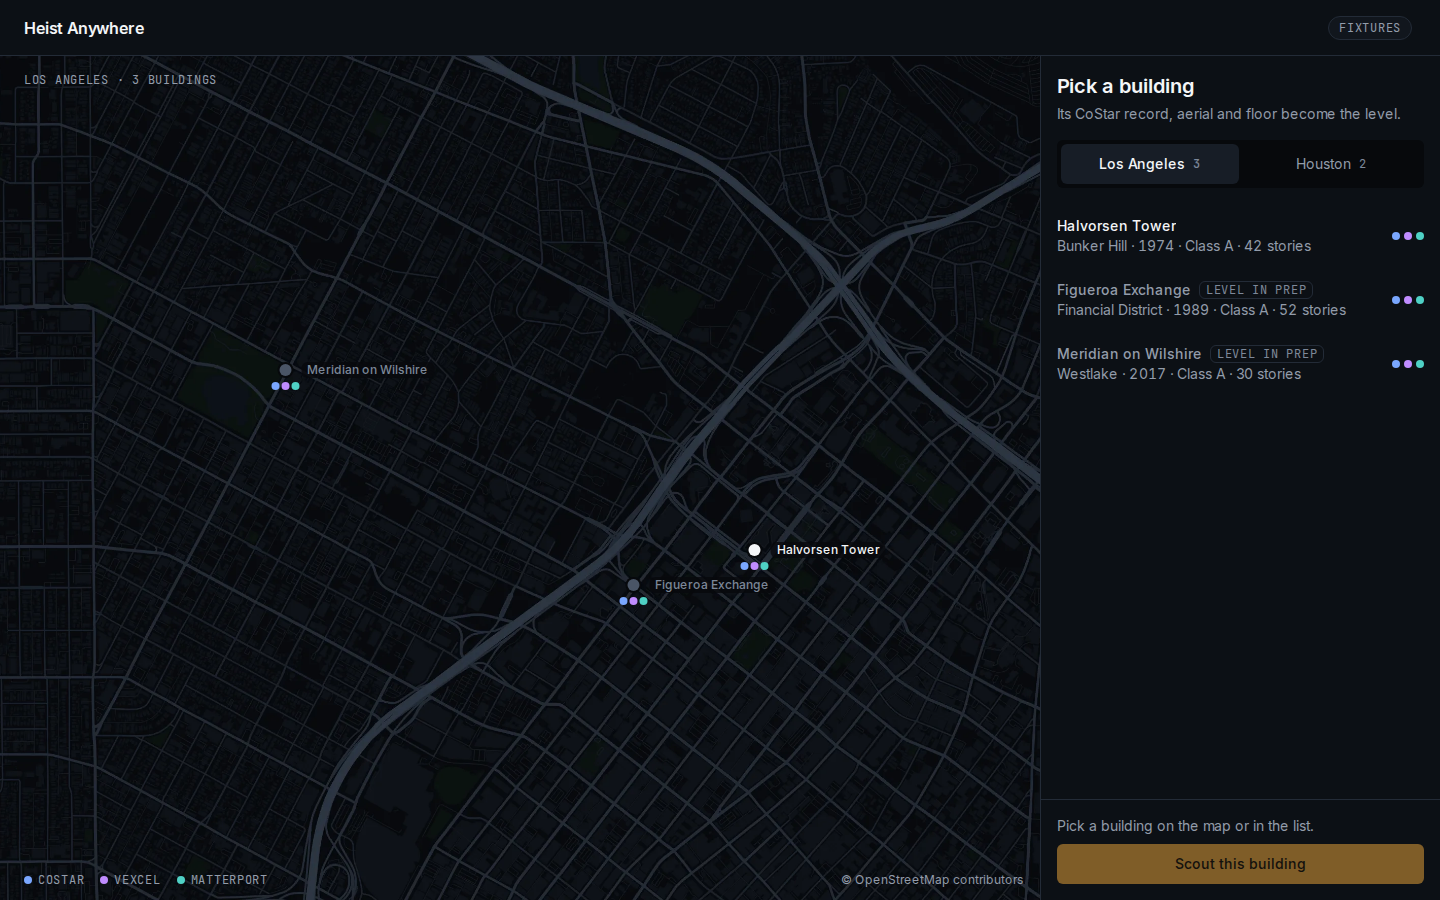 Heist Anywhere
FIXTURES
LOS ANGELES · 3 BUILDINGS
Meridian on Wilshire
Halvorsen Tower
Figueroa Exchange
COSTAR
VEXCEL
MATTERPORT
© OpenStreetMap contributors
Pick a building
Its CoStar record, aerial and floor become the level.
Los Angeles 3
Houston 2
Halvorsen Tower
Bunker Hill · 1974 · Class A · 42 stories
Figueroa Exchange LEVEL IN PREP
Financial District · 1989 · Class A · 52 stories
Meridian on Wilshire LEVEL IN PREP
Westlake · 2017 · Class A · 30 stories
Pick a building on the map or in the list.
Scout this building